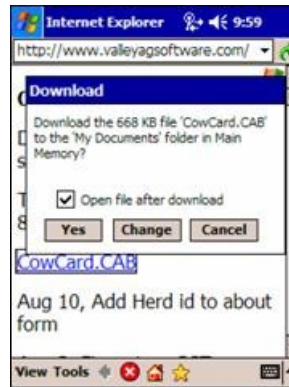 Internet Explorer 9:59
http://www.valleyagsoftware.com/
Download
Download the 668 KB file 'CowCard.CAB'
to the 'My Documents' folder in Main
Memory?
Open file after download
Yes Change Cancel
CowCard.CAB
Aug 10, Add Herd id to about
form
View Tools